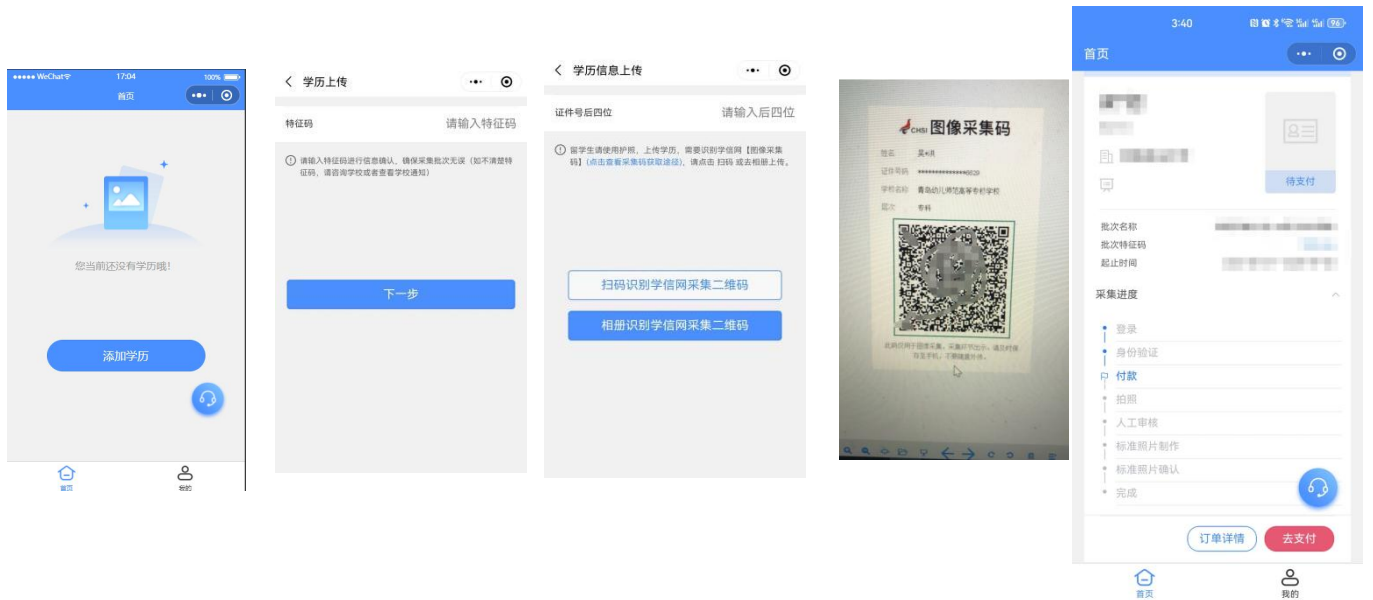 WeChat 17:04 100%
首页
您当前还没有学历哦！
添加学历
首页 我的
学历上传
特征码 请输入特征码
请输入特征码进行信息确认，确保采集批次无误（如不清楚特
征码，请咨询学校或者查看学校通知）
下一步
学历信息上传
证件号后四位 请输入后四位
留学生请使用护照，上传学历，需要识别学信网【图像采集
码】（点击查看采集码获取途径），请点击 扫码 或去相册上传。
扫码识别学信网采集二维码
相册识别学信网采集二维码
CHSI 图像采集码
姓名
证件号码
学校名称 青岛幼儿师范高等专科学校
层次 专科
3:40 96
首页
待支付
批次名称
批次特征码
起止时间
采集进度
登录
身份验证
付款
拍照
人工审核
标准照片制作
标准照片确认
完成
订单详情 去支付
首页 我的